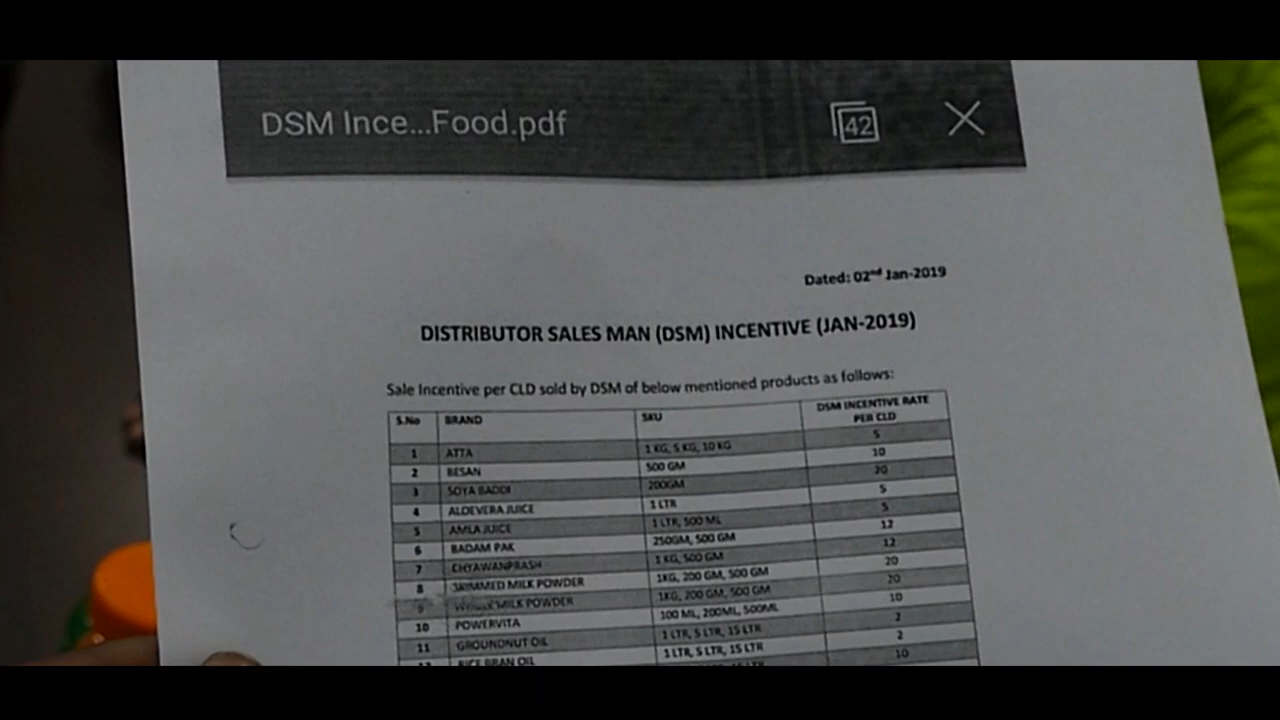 DSM Ince...Food.pdf 42
Dated: 02nd Jan-2019
DISTRIBUTOR SALES MAN (DSM) INCENTIVE (JAN-2019)
Sale Incentive per CLD sold by DSM of below mentioned products as follows:
S.No BRAND SKU DSM INCENTIVE RATE PER CLD
1 ATTA 1 KG, 5 KG, 10 KG 5
2 BESAN 500 GM 10
3 SOYA BADDI 200GM 20
4 ALOEVERA JUICE 1 LTR 5
5 AMLA JUICE 1 LTR, 500 ML 5
6 BADAM PAK 250GM, 500 GM 12
7 CHYAWANPRASH 1 KG, 500 GM 12
8 SKIMMED MILK POWDER 1KG, 200 GM, 500 GM 20
9 WHOLE MILK POWDER 1KG, 200 GM, 500 GM 20
10 POWERVITA 100 ML, 200ML, 500ML 10
11 GROUNDNUT OIL 1 LTR, 5 LTR, 15 LTR 2
12 RICE BRAN OIL 1 LTR, 5 LTR, 15 LTR 2
10